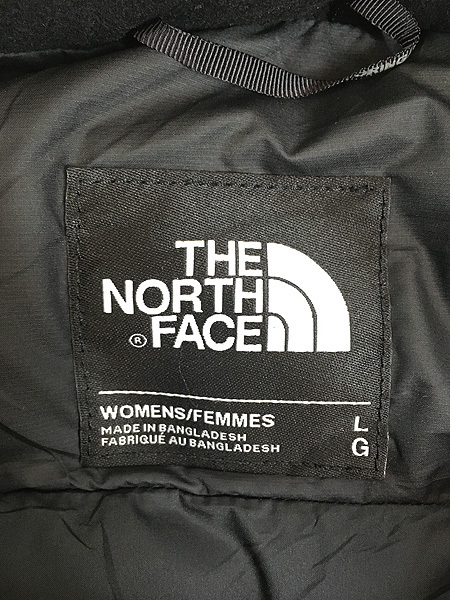 THE
NORTH
® FACE
WOMENS/FEMMES L
MADE IN BANGLADESH
FABRIQUÉ AU BANGLADESH G